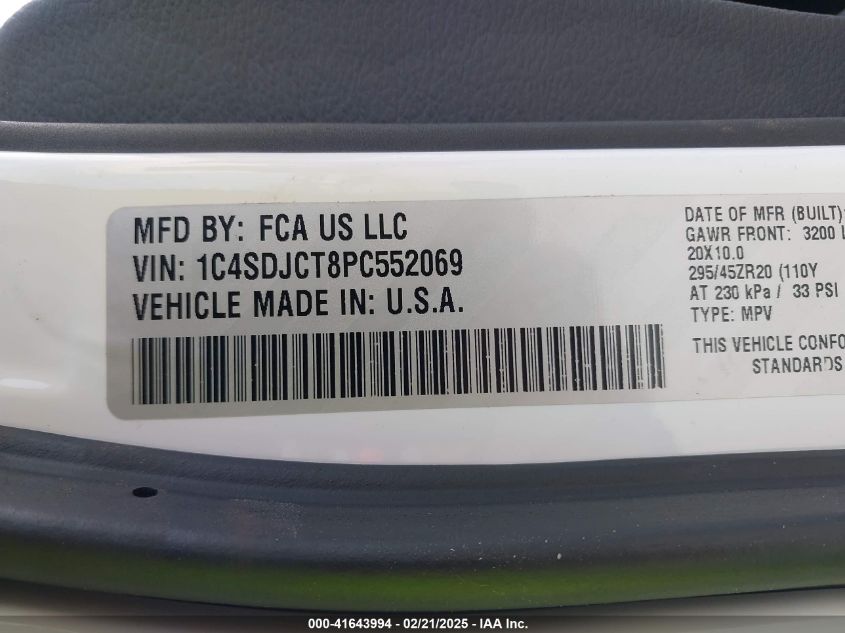 MFD BY: FCA US LLC
VIN: 1C4SDJCT8PC552069
VEHICLE MADE IN: U.S.A.
DATE OF MFR (BUILT)
GAWR FRONT: 3200 L
20X10.0
295/45ZR20 (110Y
AT 230 kPa / 33 PSI
TYPE: MPV
THIS VEHICLE CONFO
STANDARDS
000-41643994 / 02/21/2025 - IAA Inc.